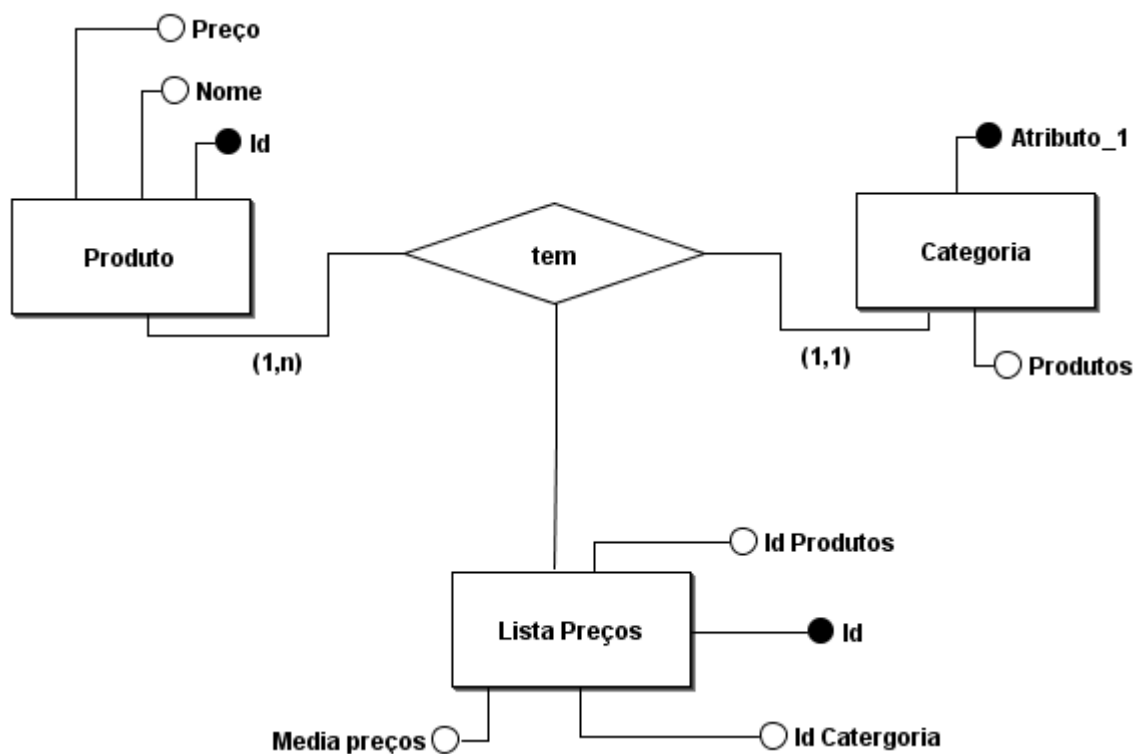 Preço
Nome
Id
Atributo_1
Produto
tem
Categoria
(1,n)
(1,1)
Produtos
Id Produtos
Lista Preços
Id
Media preços
Id Catergoria